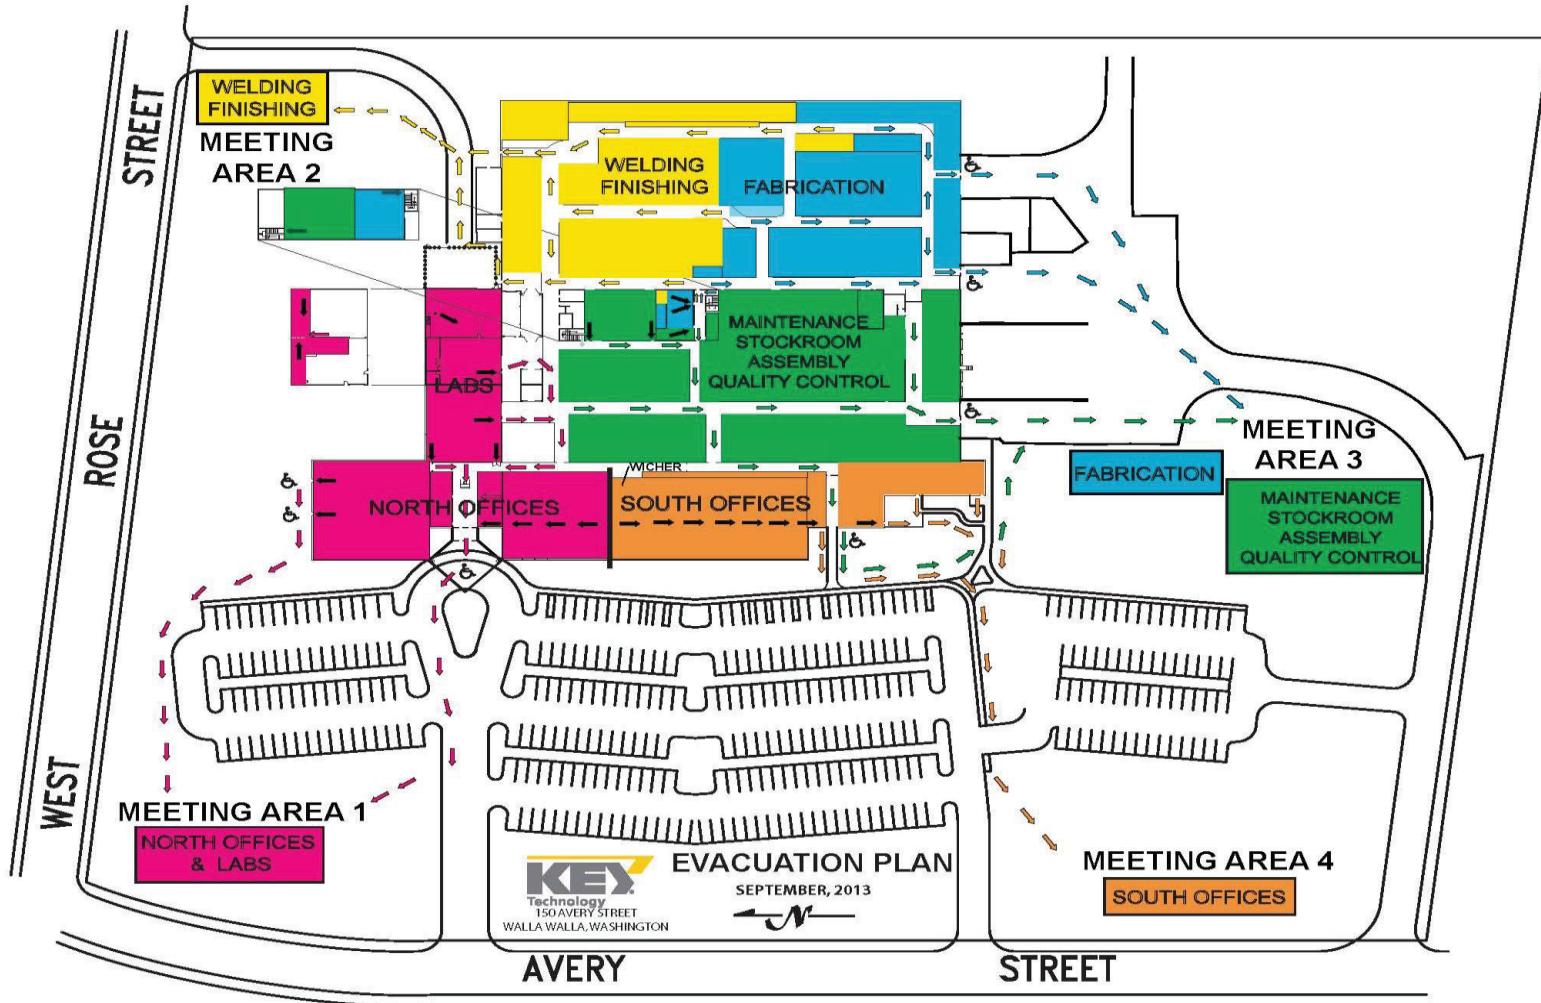 WELDING
FINISHING
MEETING
AREA 2
STREET
ROSE
WEST
WELDING
FINISHING
FABRICATION
MAINTENANCE
STOCKROOM
ASSEMBLY
QUALITY CONTROL
LABS
WICHER
NORTH OFFICES
SOUTH OFFICES
MEETING
AREA 3
FABRICATION
MAINTENANCE
STOCKROOM
ASSEMBLY
QUALITY CONTROL
MEETING AREA 1
NORTH OFFICES
& LABS
KEY
Technology
150 AVERY STREET
WALLA WALLA, WASHINGTON
EVACUATION PLAN
SEPTEMBER, 2013
N
MEETING AREA 4
SOUTH OFFICES
AVERY STREET